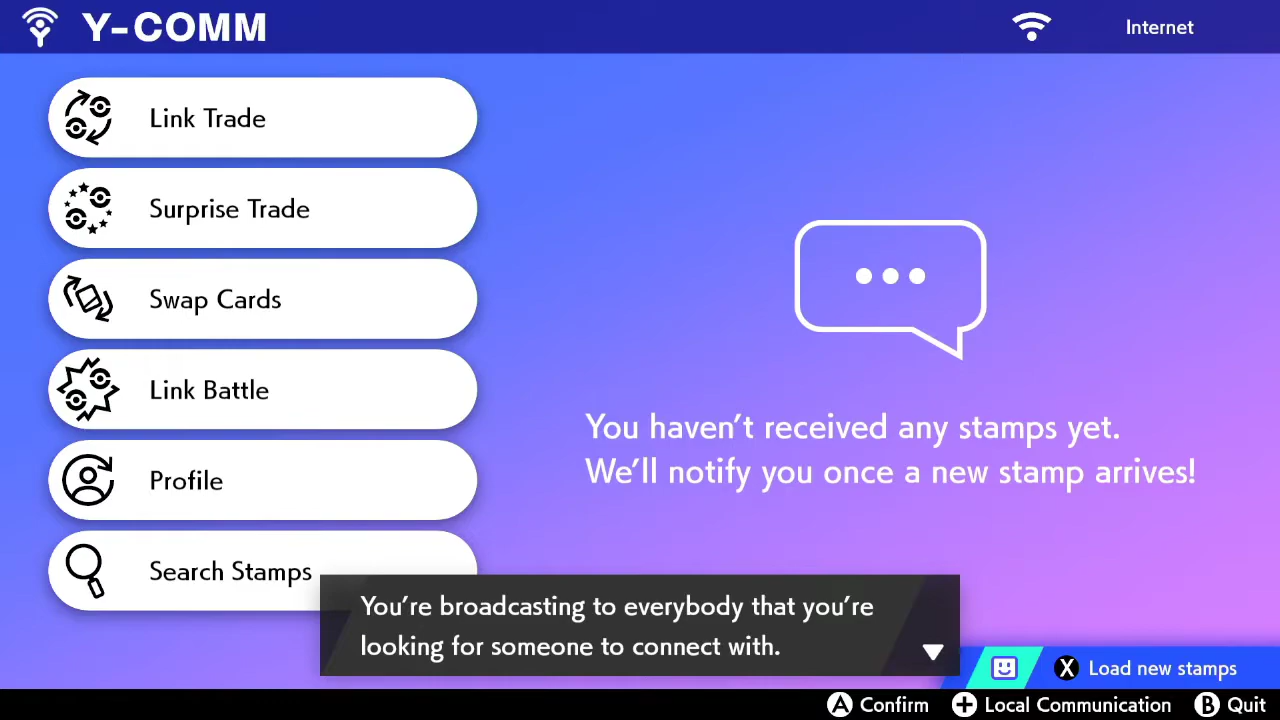 Y-COMM
Internet
Link Trade
Surprise Trade
Swap Cards
Link Battle
Profile
Search Stamps
You haven't received any stamps yet.
We'll notify you once a new stamp arrives!
You're broadcasting to everybody that you're
looking for someone to connect with.
X Load new stamps
A Confirm + Local Communication B Quit